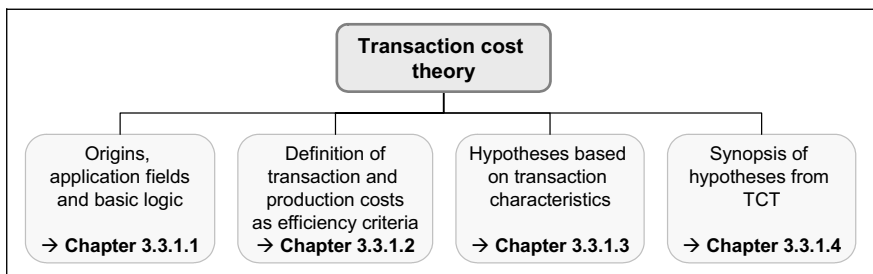 Transaction cost
theory
Origins,
application fields
and basic logic
→ Chapter 3.3.1.1
Definition of
transaction and
production costs
as efficiency criteria
→ Chapter 3.3.1.2
Hypotheses based
on transaction
characteristics
→ Chapter 3.3.1.3
Synopsis of
hypotheses from
TCT
→ Chapter 3.3.1.4